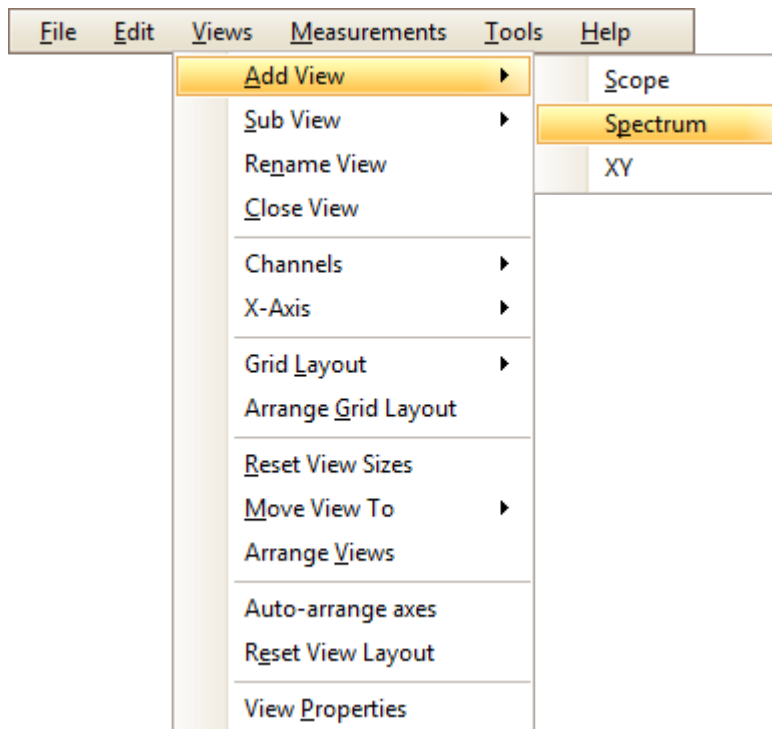 File Edit Views Measurements Tools Help
Add View
Scope
Sub View
Spectrum
Rename View
XY
Close View
Channels
X-Axis
Grid Layout
Arrange Grid Layout
Reset View Sizes
Move View To
Arrange Views
Auto-arrange axes
Reset View Layout
View Properties